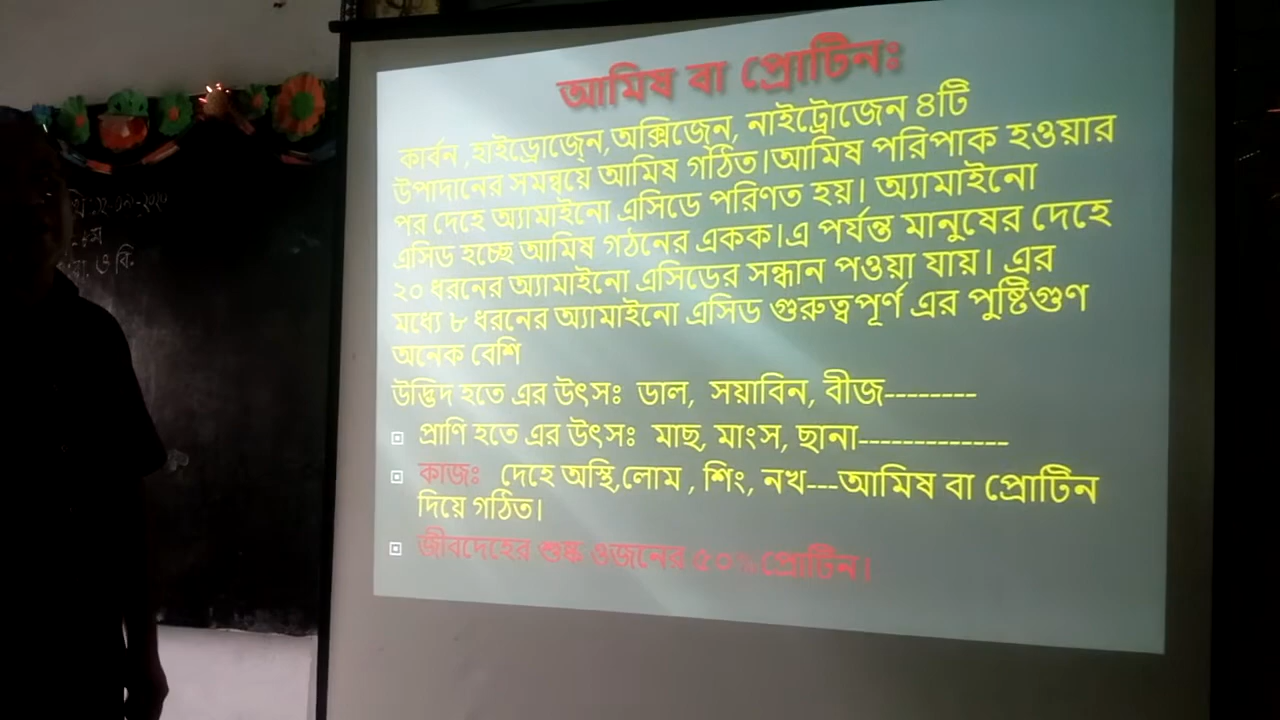 আমিষ বা প্রোটিনঃ
কার্বন ,হাইড্রোজে্ন,অক্সিজে্ন, নাইট্রোজেন ৪টি
উপাদানের সমন্বয়ে আমিষ গঠিত।আমিষ পরিপাক হওয়ার
পর দেহে অ্যামাইনো এসিডে পরিণত হয়। অ্যামাইনো
এসিড হচ্ছে আমিষ গঠনের একক।এ পর্যন্ত মানুষের দেহে
২০ ধরনের অ্যামাইনো এসিডের সন্ধান পওয়া যায়। এর
মধ্যে ৮ ধরনের অ্যামাইনো এসিড গুরুত্বপূর্ণ এর পুষ্টিগুণ
অনেক বেশি
উদ্ভিদ হতে এর উৎসঃ ডাল, সয়াবিন, বীজ--------
প্রাণি হতে এর উৎসঃ মাছ, মাংস, ছানা-------------
কাজঃ দেহে অস্থি,লোম , শিং, নখ---আমিষ বা প্রোটিন
দিয়ে গঠিত।
জীবদেহের শুষ্ক ওজনের ৫০% প্রোটিন।